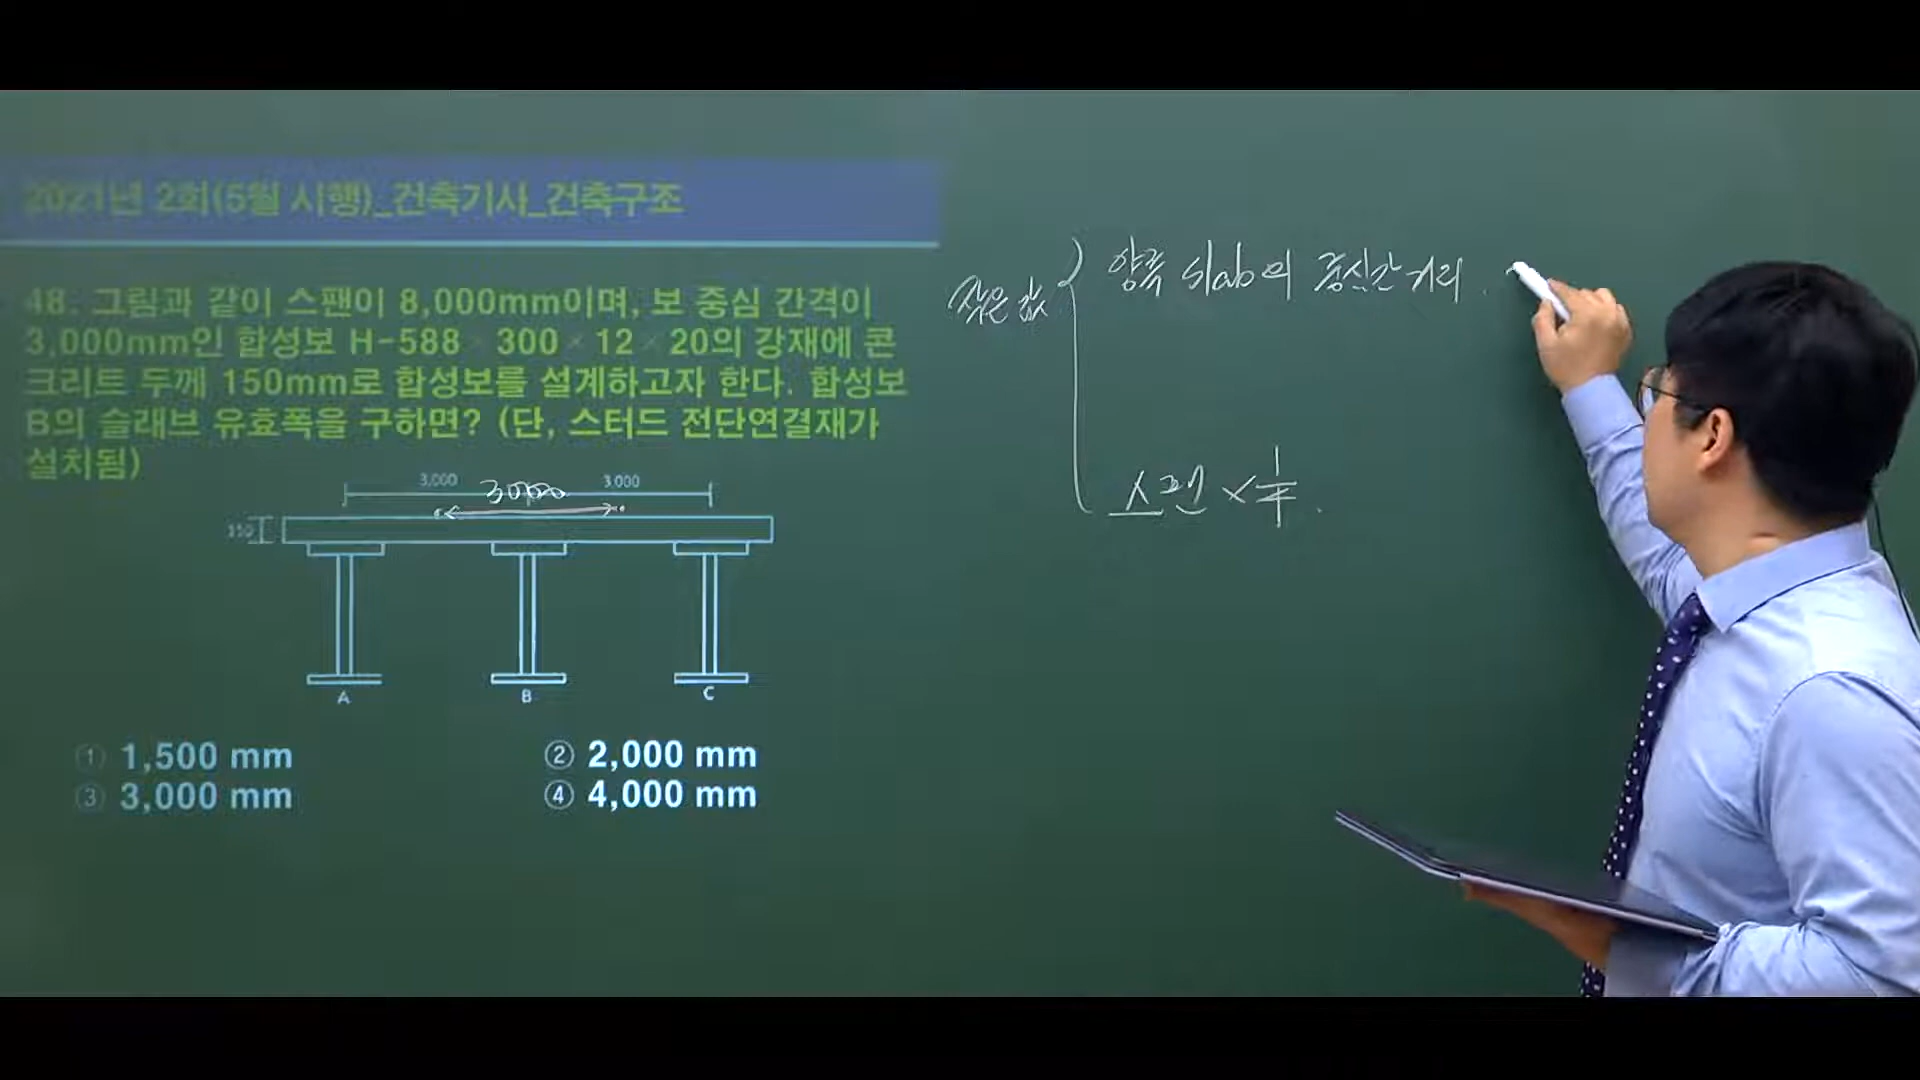 2021년 2회(5월 시행)_건축기사_건축구조
48. 그림과 같이 스팬이 8,000mm이며, 보 중심 간격이
3,000mm인 합성보 H-588×300×12×20의 강재에 콘
크리트 두께 150mm로 합성보를 설계하고자 한다. 합성보
B의 슬래브 유효폭을 구하면? (단, 스터드 전단연결재가
설치됨)
3,000 3000 3,000
150
A B C
① 1,500 mm ② 2,000 mm
③ 3,000 mm ④ 4,000 mm
작은 값
양쪽 slab의 중심간 거리.
스팬 × 1/4.